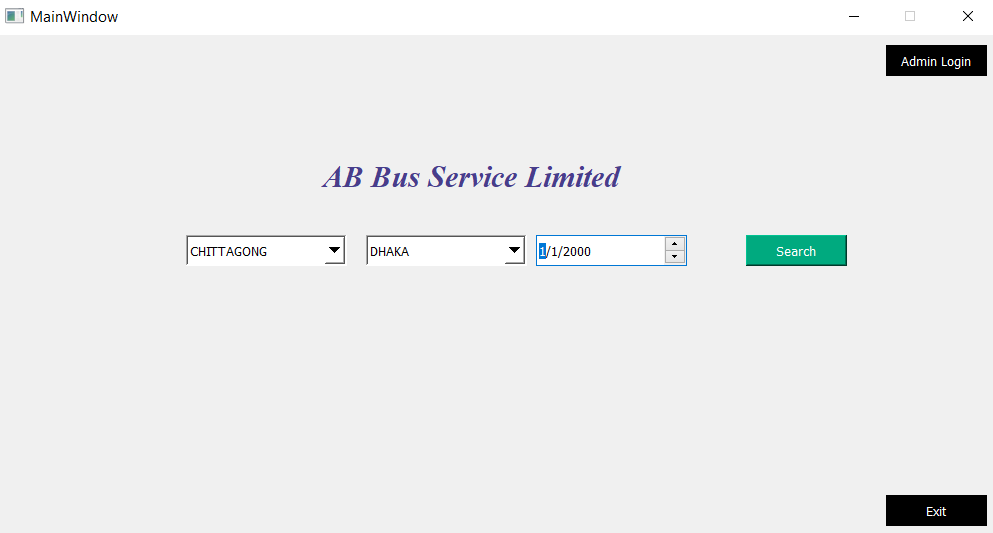 MainWindow
Admin Login
AB Bus Service Limited
CHITTAGONG DHAKA 1/1/2000 Search
Exit